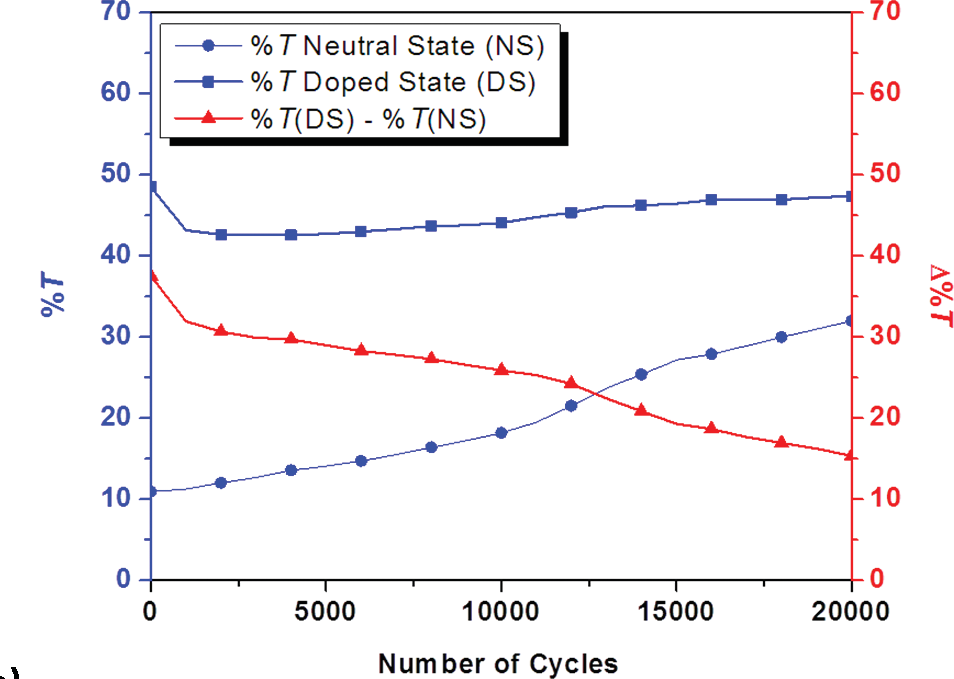 70
60
50
40
30
20
10
0
%T
%T Neutral State (NS)
%T Doped State (DS)
%T(DS) - %T(NS)
70
60
50
40
30
20
10
0
Δ%T
0 5000 10000 15000 20000
Number of Cycles